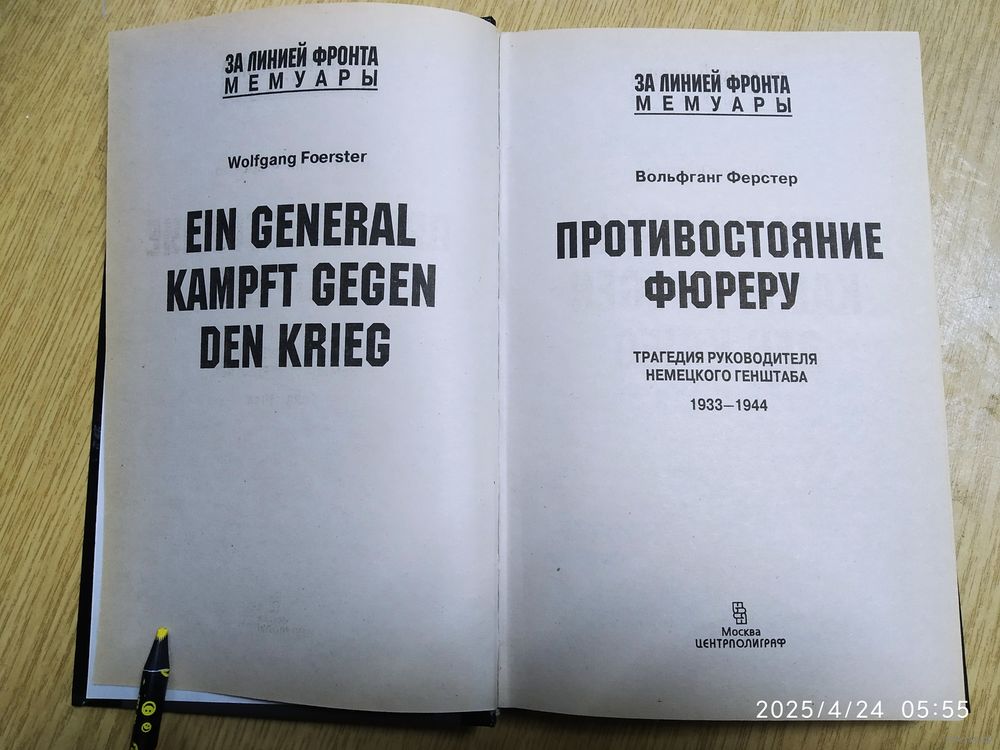 ЗА ЛИНИЕЙ ФРОНТА
МЕМУАРЫ
Wolfgang Foerster
EIN GENERAL
KAMPFT GEGEN
DEN KRIEG
ЗА ЛИНИЕЙ ФРОНТА
МЕМУАРЫ
Вольфганг Ферстер
ПРОТИВОСТОЯНИЕ
ФЮРЕРУ
ТРАГЕДИЯ РУКОВОДИТЕЛЯ
НЕМЕЦКОГО ГЕНШТАБА
1933–1944
Москва
ЦЕНТРПОЛИГРАФ
2025/4/24 05:55